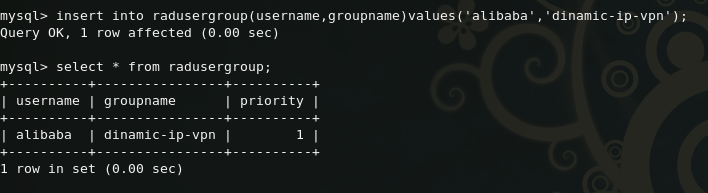 mysql> insert into radusergroup(username,groupname)values('alibaba','dinamic-ip-vpn');
Query OK, 1 row affected (0.00 sec)
mysql> select * from radusergroup;
+----------+----------------+----------+
| username | groupname      | priority |
+----------+----------------+----------+
| alibaba  | dinamic-ip-vpn |        1 |
+----------+----------------+----------+
1 row in set (0.00 sec)